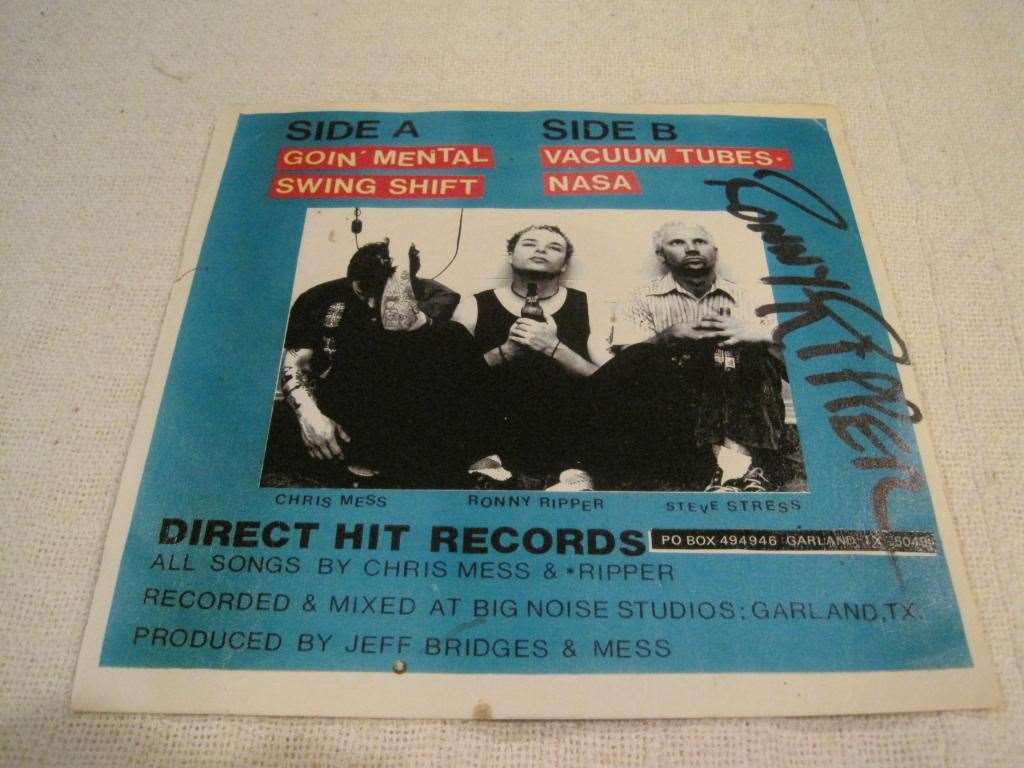 SIDE A
GOIN' MENTAL
SWING SHIFT
SIDE B
VACUUM TUBES·
NASA
RONNY RIPPER
CHRIS MESS
RONNY RIPPER
STEVE STRESS
DIRECT HIT RECORDS
PO BOX 494946 GARLAND, TX
ALL SONGS BY CHRIS MESS & *RIPPER
RECORDED & MIXED AT BIG NOISE STUDIOS; GARLAND,TX.
PRODUCED BY JEFF BRIDGES & MESS